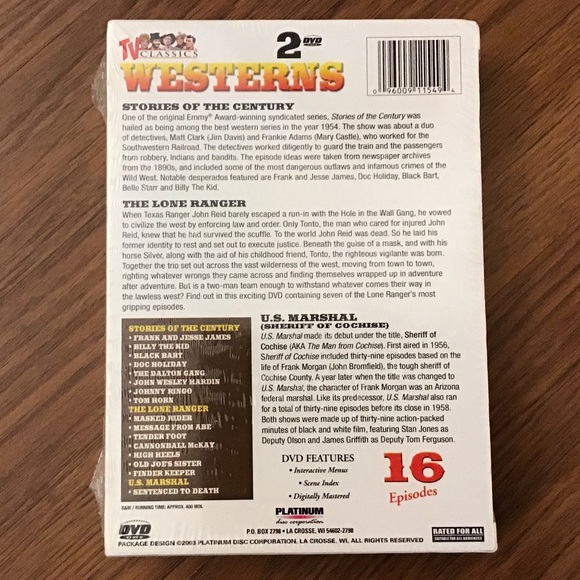 TV
CLASSICS
2 DVD
WESTERNS
0 96009 11549 4
STORIES OF THE CENTURY
One of the original Emmy® Award-winning syndicated series, Stories of the Century was
hailed as being among the best western series in the year 1954. The show was about a duo
of detectives, Matt Clark (Jim Davis) and Frankie Adams (Mary Castle), who worked for the
Southwestern Railroad. The detectives worked diligently to guard the train and the passengers
from robbery, Indians and bandits. The episode ideas were taken from newspaper archives
from the 1890s, and included some of the most dangerous outlaws and infamous crimes of the
Wild West. Notable desperados featured are Frank and Jesse James, Doc Holiday, Black Bart,
Belle Starr and Billy The Kid.
THE LONE RANGER
When Texas Ranger John Reid barely escaped a run-in with the Hole in the Wall Gang, he vowed
to civilize the west by enforcing law and order. Only Tonto, the man who cared for injured John
Reid, knew that he had survived the scuffle. To the world John Reid was dead. So he laid his
former identity to rest and set out to execute justice. Beneath the guise of a mask, and with his
horse Silver, along with the aid of his childhood friend, Tonto, the righteous vigilante was born.
Together the trio set out across the vast wilderness of the west, moving from town to town,
righting whatever wrongs they came across and finding themselves wrapped up in adventure
after adventure. But is a two-man team enough to withstand whatever comes their way in
the lawless west? Find out in this exciting DVD containing seven of the Lone Ranger's most
gripping episodes.
STORIES OF THE CENTURY
• FRANK AND JESSE JAMES
• BILLY THE KID
• BLACK BART
• DOC HOLIDAY
• THE DALTON GANG
• JOHN WESLEY HARDIN
• JOHNNY RINGO
• TOM HORN
THE LONE RANGER
• MASKED RIDER
• MESSAGE FROM ABE
• TENDER FOOT
• CANNONBALL MCKAY
• HIGH HEELS
• OLD JOE'S SISTER
• FINDER KEEPER
U.S. MARSHAL
• SENTENCED TO DEATH
U.S. MARSHAL
(SHERIFF OF COCHISE)
U.S. Marshal made its debut under the title, Sheriff of
Cochise (AKA The Man from Cochise). First aired in 1956,
Sheriff of Cochise included thirty-nine episodes based on the
life of Frank Morgan (John Bromfield), the tough sheriff of
Cochise County. A year later when the title was changed to
U.S. Marshal, the character of Frank Morgan was an Arizona
federal marshal. Like its predecessor, U.S. Marshal also ran
for a total of thirty-nine episodes before its close in 1958.
Both shows were made up of thirty-nine action-packed
minutes of black and white film, featuring Stan Jones as
Deputy Olson and James Griffith as Deputy Tom Ferguson.
DVD FEATURES
• Interactive Menus
• Scene Index
• Digitally Mastered
16
Episodes
B&W / RUNNING TIME: APPROX. 400 MIN.
DVD
PLATINUM
disc corporation
P.O. BOX 2798 • LA CROSSE, WI 54602-2798
PACKAGE DESIGN ©2003 PLATINUM DISC CORPORATION, LA CROSSE, WI. ALL RIGHTS RESERVED
RATED FOR ALL
SUITABLE FOR ALL AUDIENCES